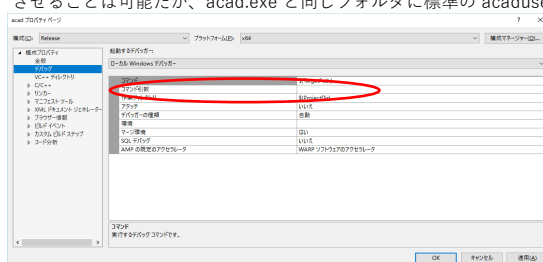 させることは可能だが、acad.exe と同じフォルダに標準の acaduse
acad プロパティ ページ
? ×
構成(C): Release プラットフォーム(P): x64 構成マネージャー(O)...
構成プロパティ
全般
デバッグ
VC++ ディレクトリ
C/C++
リンカー
マニフェスト ツール
XML ドキュメント ジェネレーター
ブラウザー情報
ビルド イベント
カスタム ビルド ステップ
コード分析
起動するデバッガー:
ローカル Windows デバッガー
コマンド
コマンド引数
$(ProjectDir)
アタッチ いいえ
デバッガーの種類 自動
環境
マージ環境 はい
SQL デバッグ いいえ
AMP の既定のアクセラレータ WARP ソフトウェアのアクセラレータ
コマンド
実行するデバッグ コマンドです。
OK キャンセル 適用(A)